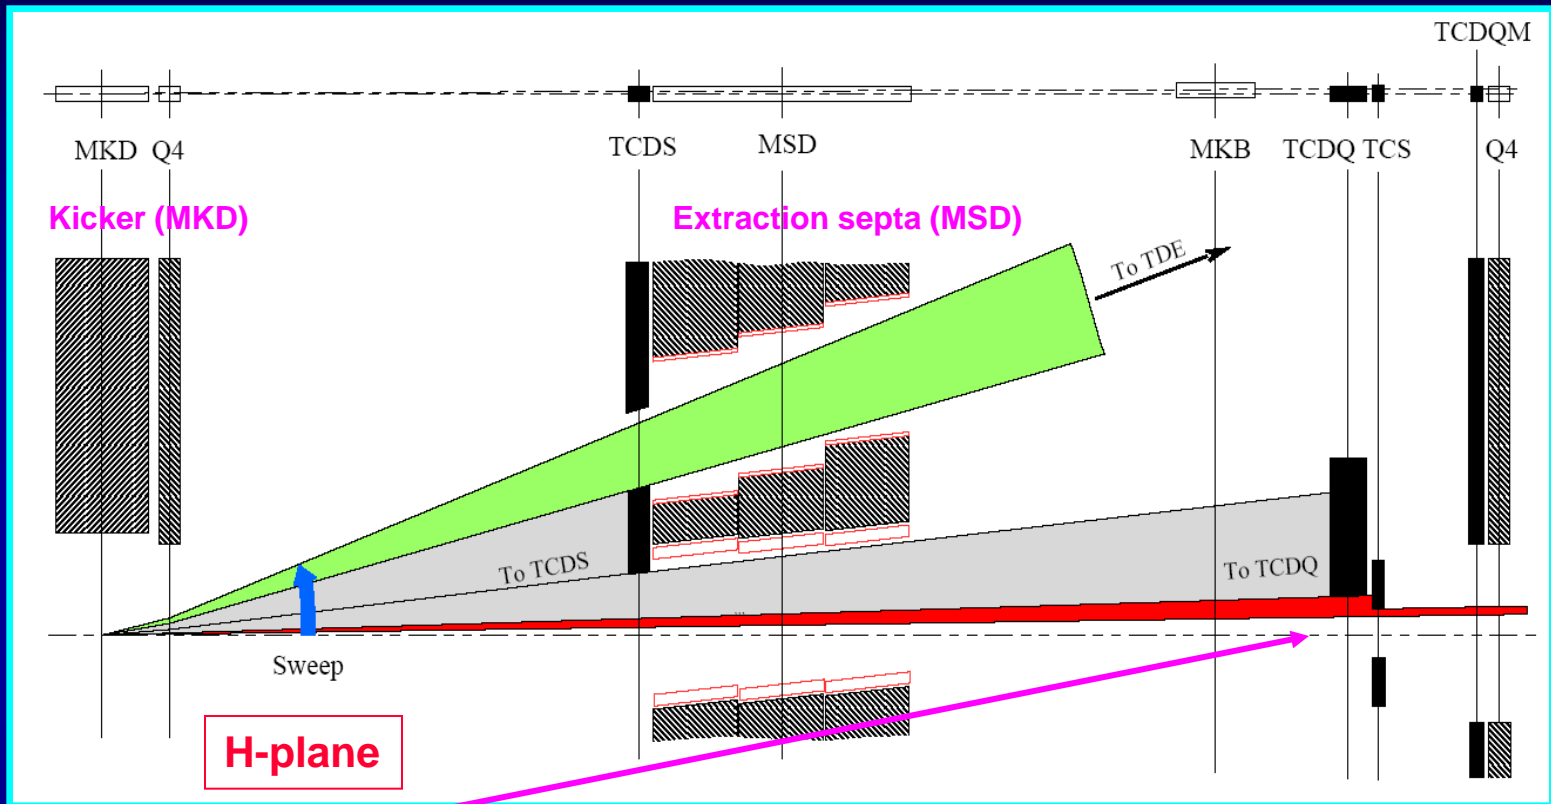 TCDQM
MKD Q4 TCDS MSD MKB TCDQ TCS Q4
Kicker (MKD) Extraction septa (MSD)
To TDE
To TCDS
To TCDQ
Sweep
H-plane